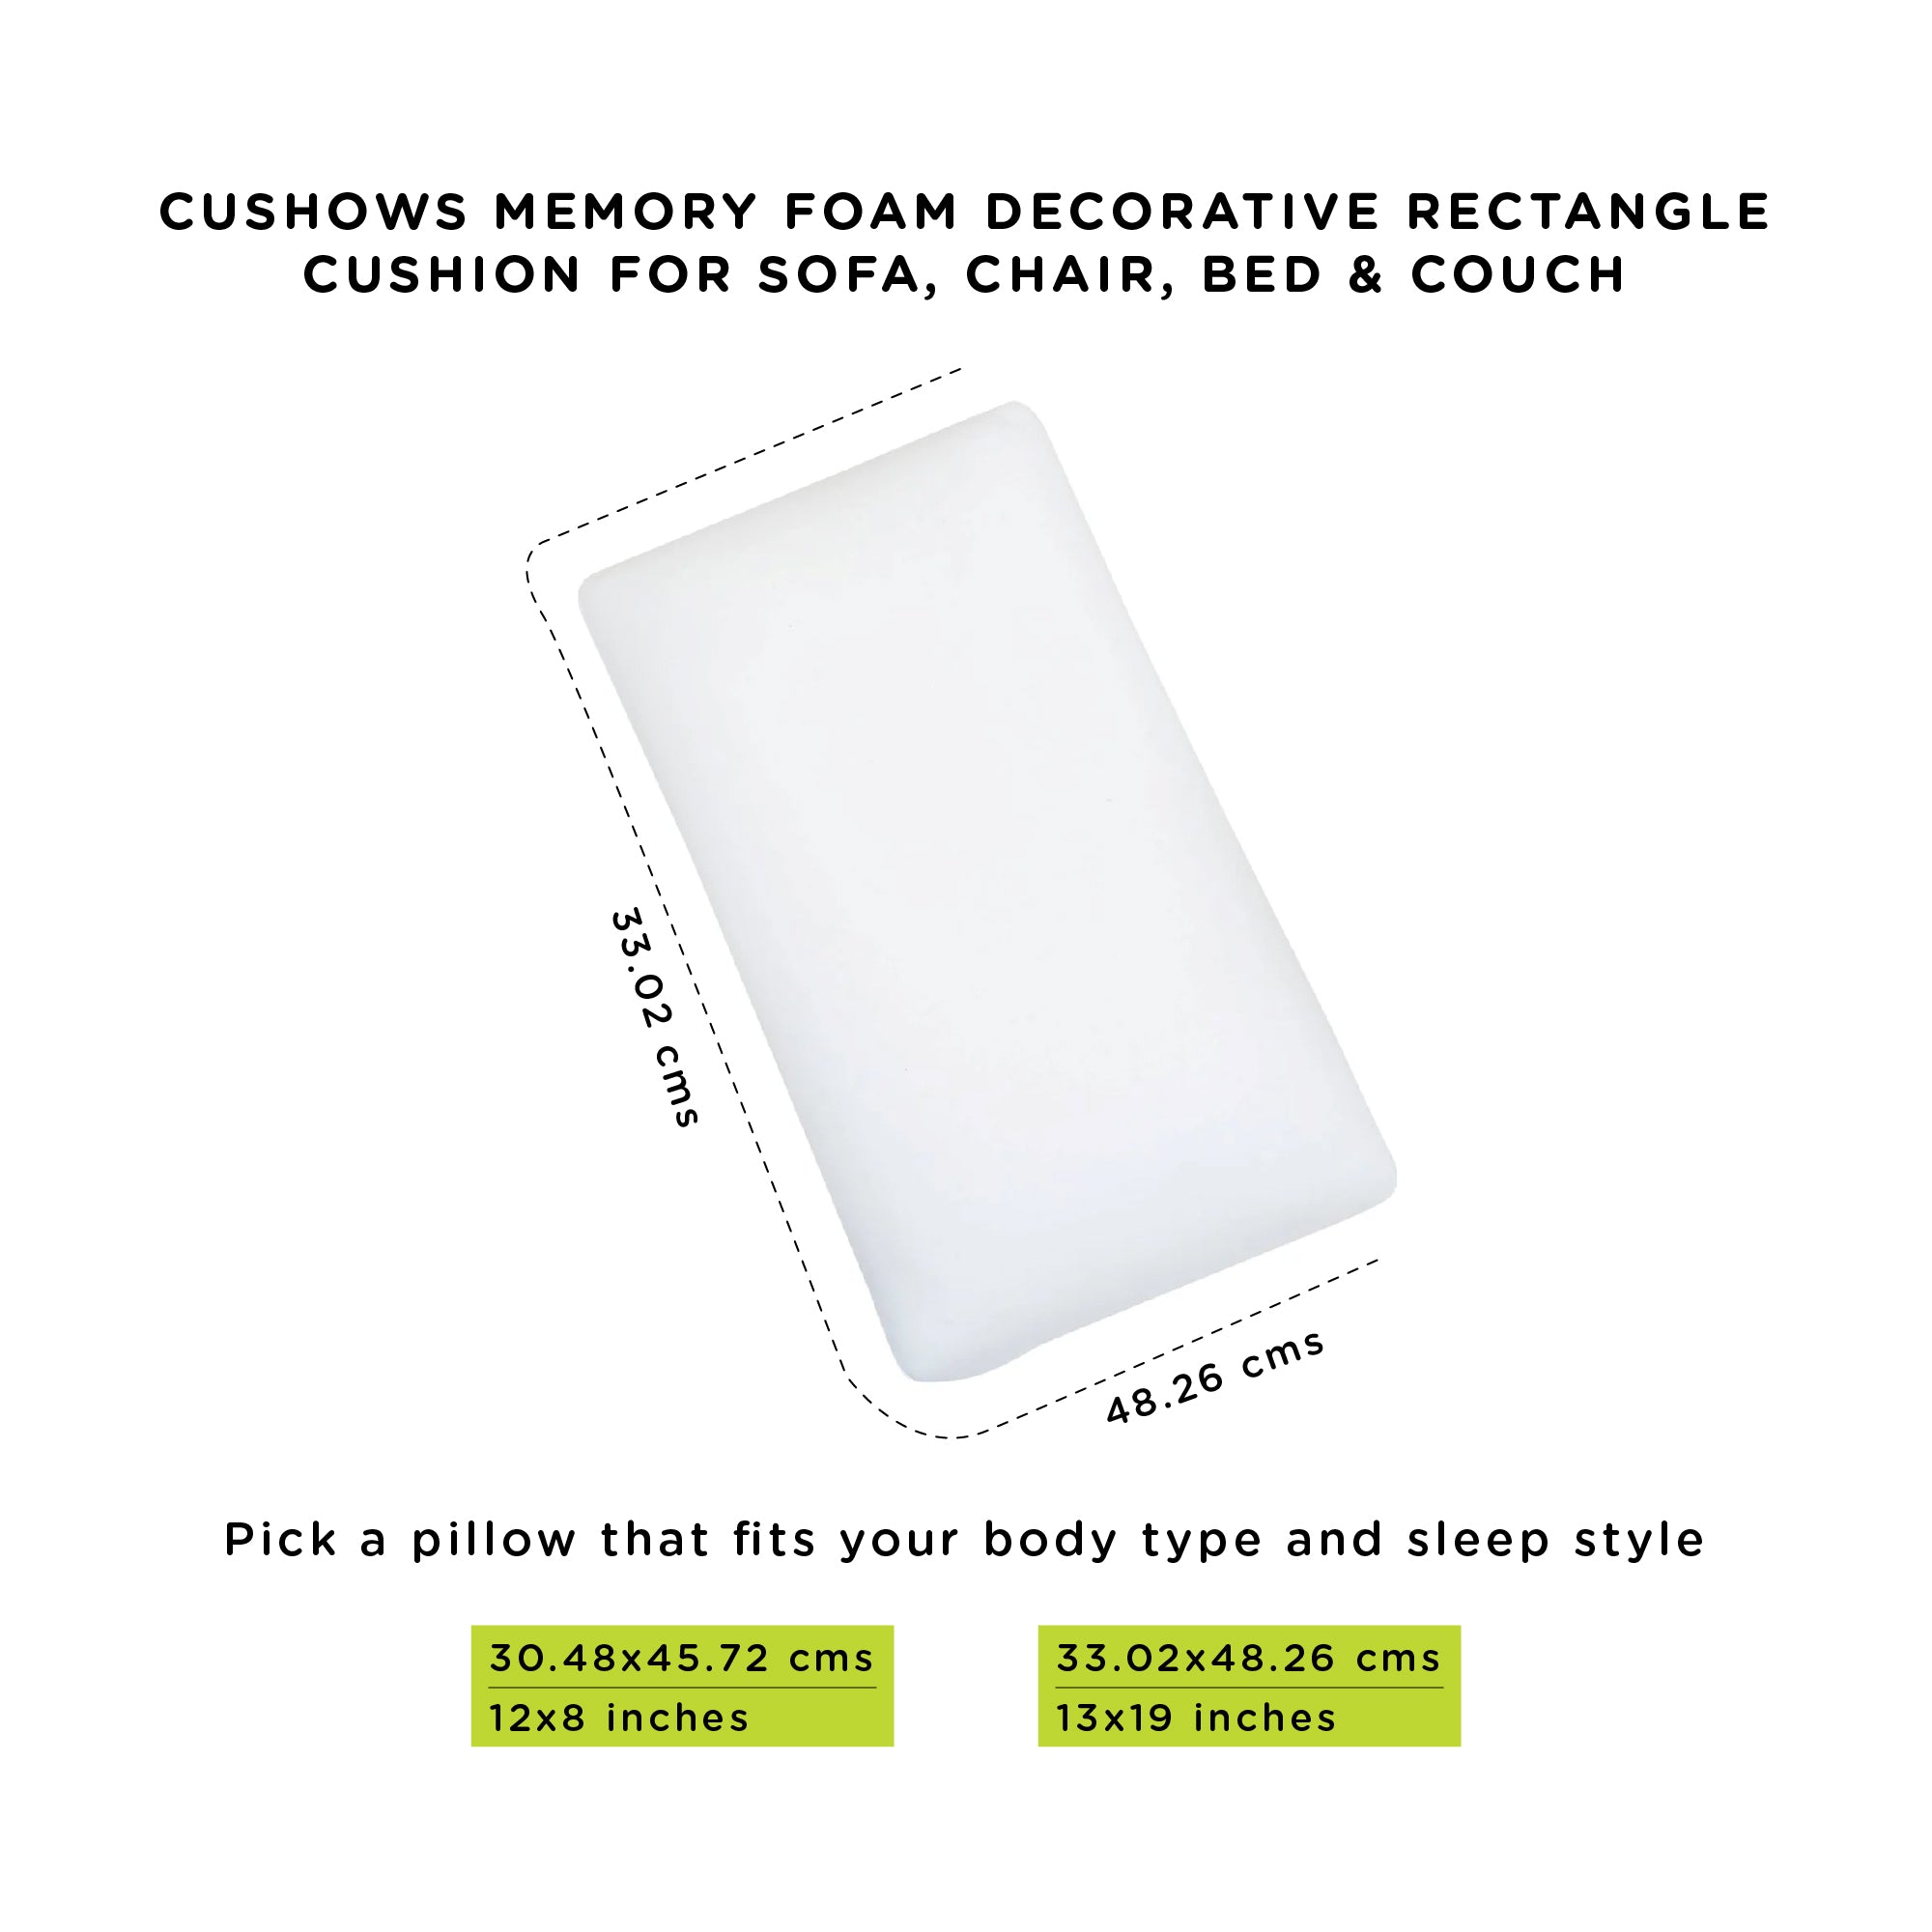 CUSHOWS MEMORY FOAM DECORATIVE RECTANGLE
CUSHION FOR SOFA, CHAIR, BED & COUCH
33.02 cms
48.26 cms
Pick a pillow that fits your body type and sleep style
30.48x45.72 cms
12x8 inches
33.02x48.26 cms
13x19 inches